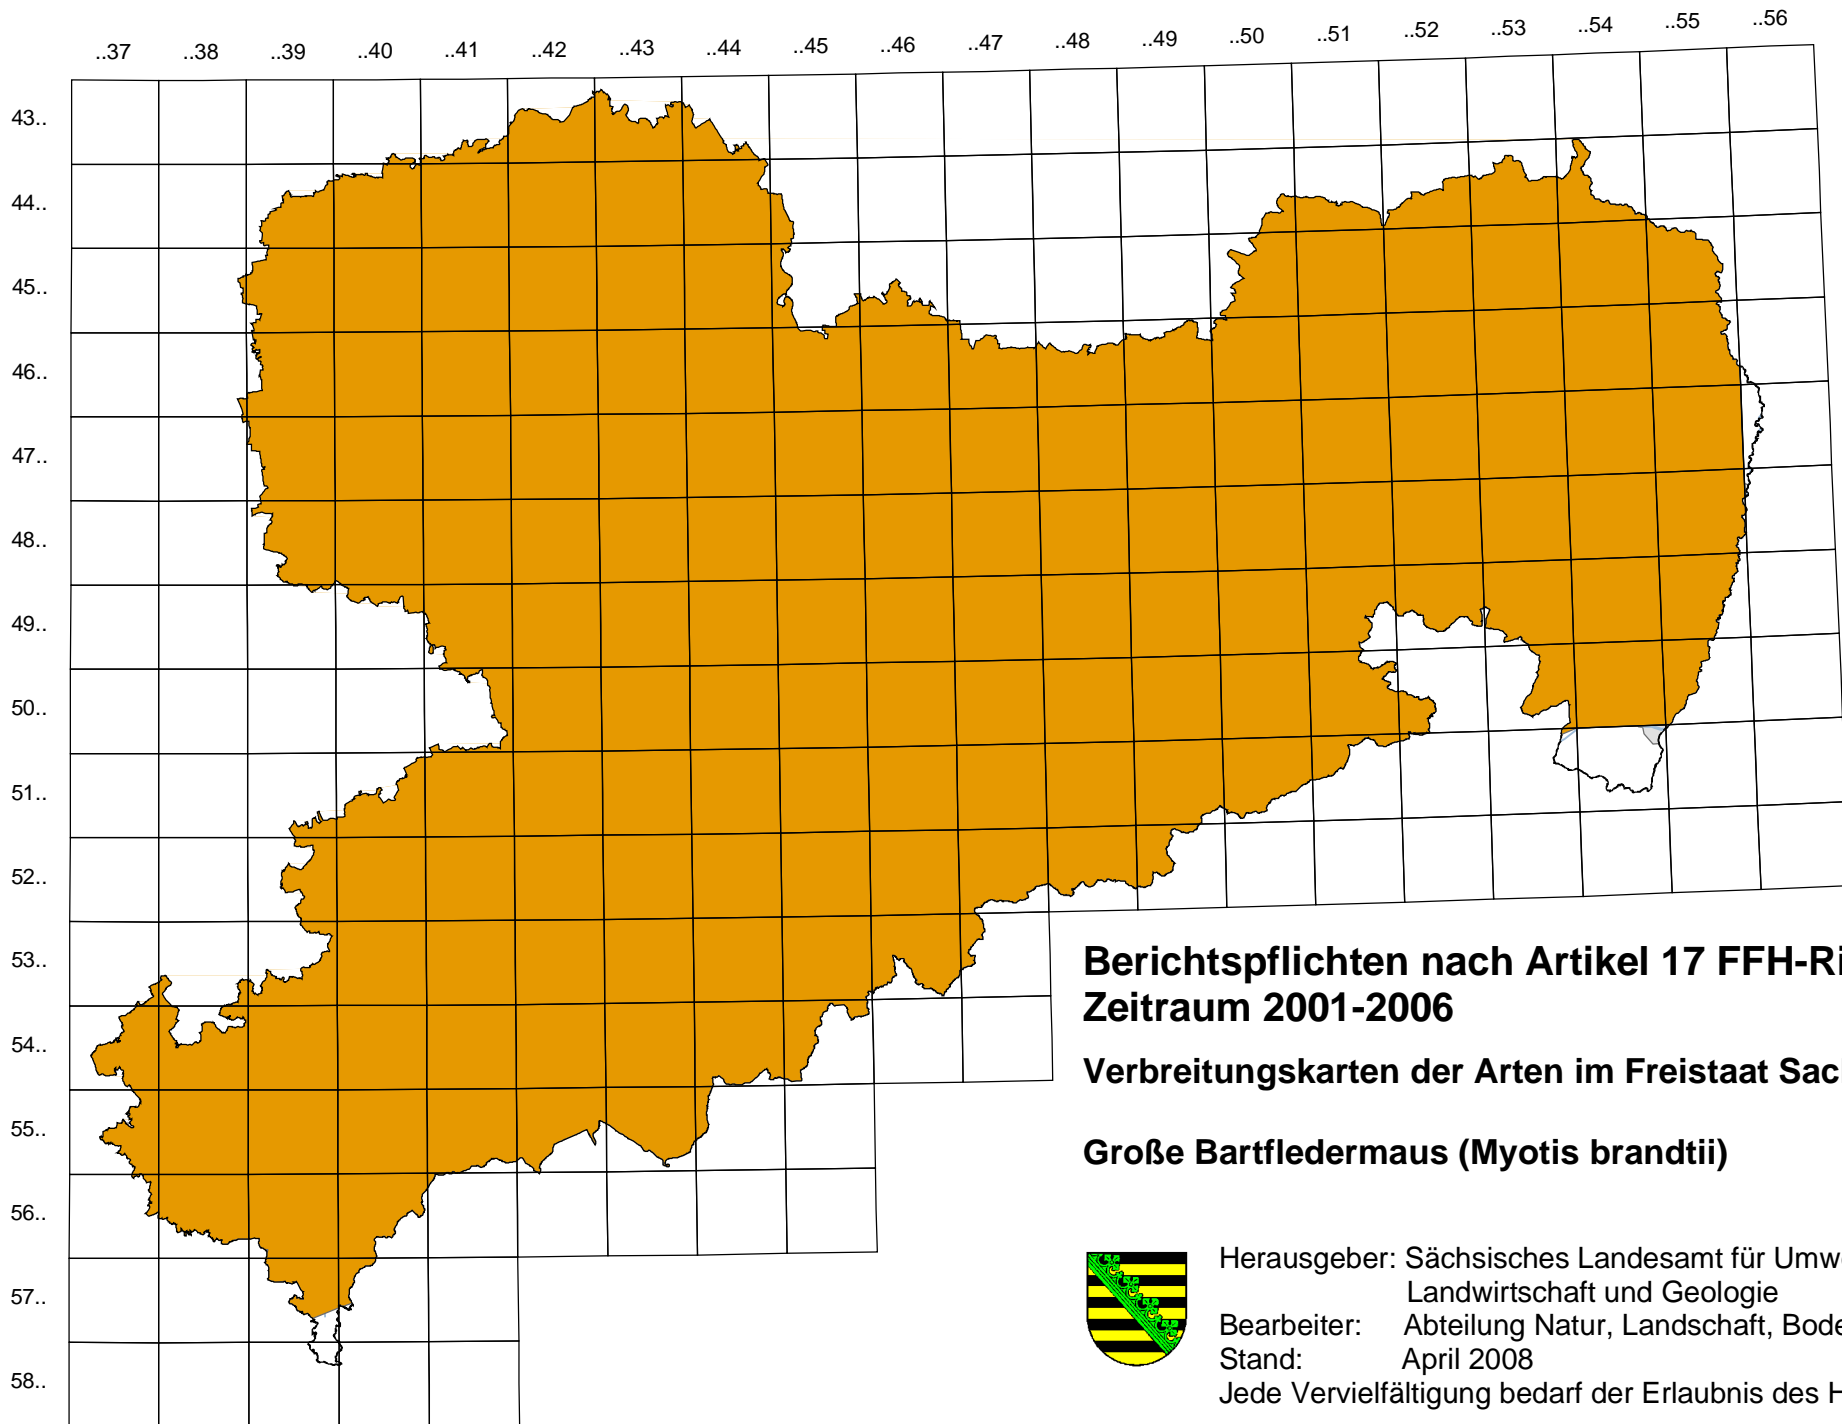 ..37 ..38 ..39 ..40 ..41 ..42 ..43 ..44 ..45 ..46 ..47 ..48 ..49 ..50 ..51 ..52 ..53 ..54 ..55 ..56
43..
44..
45..
46..
47..
48..
49..
50..
51..
52..
53..
54..
55..
56..
57..
58..
Berichtspflichten nach Artikel 17 FFH-Ri
Zeitraum 2001-2006
Verbreitungskarten der Arten im Freistaat Sac
Große Bartfledermaus (Myotis brandtii)
Herausgeber: Sächsisches Landesamt für Umw
Landwirtschaft und Geologie
Bearbeiter: Abteilung Natur, Landschaft, Bode
Stand: April 2008
Jede Vervielfältigung bedarf der Erlaubnis des H